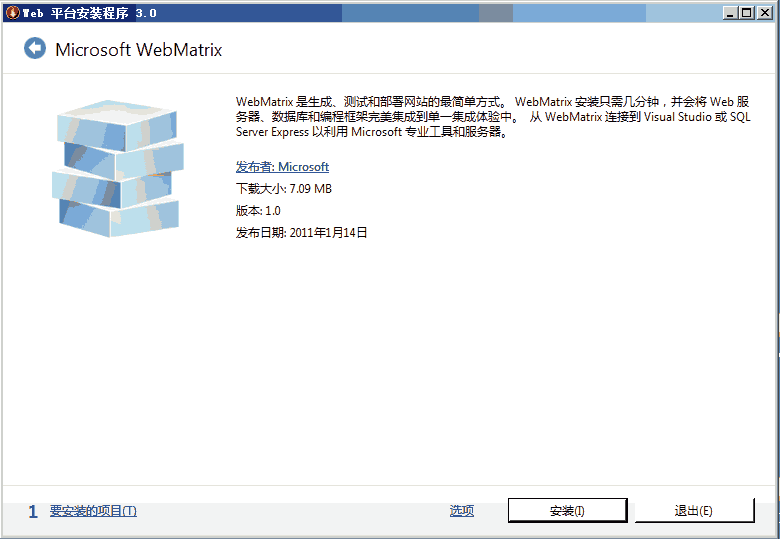 Web 平台安装程序 3.0
Microsoft WebMatrix
WebMatrix 是生成、测试和部署网站的最简单方式。 WebMatrix 安装只需几分钟，并会将 Web 服
务器、数据库和编程框架完美集成到单一集成体验中。 从 WebMatrix 连接到 Visual Studio 或 SQL
Server Express 以利用 Microsoft 专业工具和服务器。
发布者: Microsoft
下载大小: 7.09 MB
版本: 1.0
发布日期: 2011年1月14日
1 要安装的项目(T)
选项
安装(I)
退出(E)